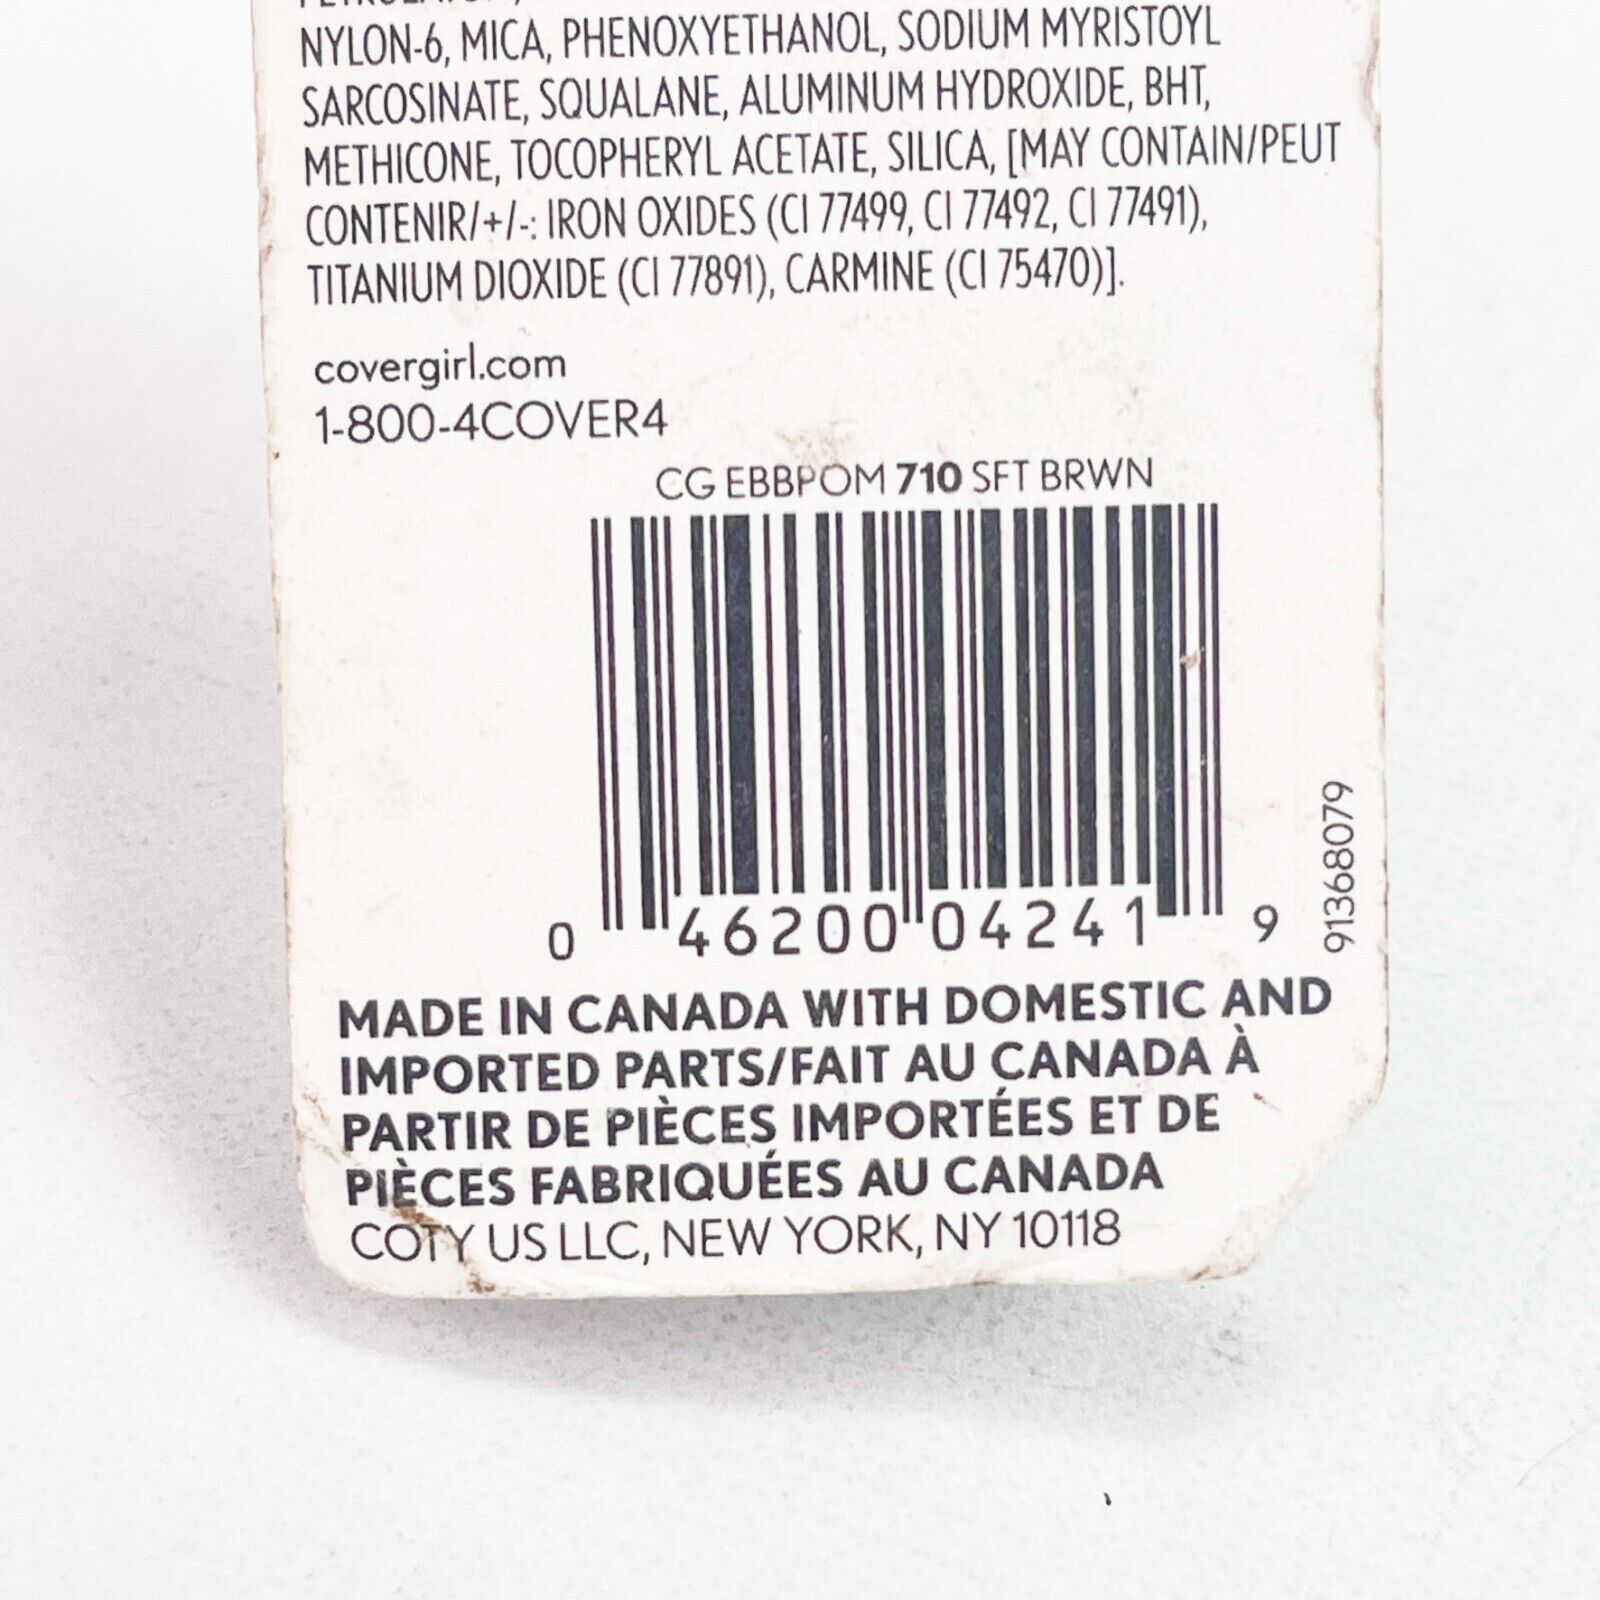 NYLON-6, MICA, PHENOXYETHANOL, SODIUM MYRISTOYL
SARCOSINATE, SQUALANE, ALUMINUM HYDROXIDE, BHT,
METHICONE, TOCOPHERYL ACETATE, SILICA, [MAY CONTAIN/PEUT
CONTENIR/+/-: IRON OXIDES (CI 77499, CI 77492, CI 77491),
TITANIUM DIOXIDE (CI 77891), CARMINE (CI 75470)].
covergirl.com
1-800-4COVER4
CG EBBPOM 710 SFT BRWN
0 46200 04241 9
91368079
MADE IN CANADA WITH DOMESTIC AND
IMPORTED PARTS/FAIT AU CANADA À
PARTIR DE PIÈCES IMPORTÉES ET DE
PIÈCES FABRIQUÉES AU CANADA
COTY US LLC, NEW YORK, NY 10118